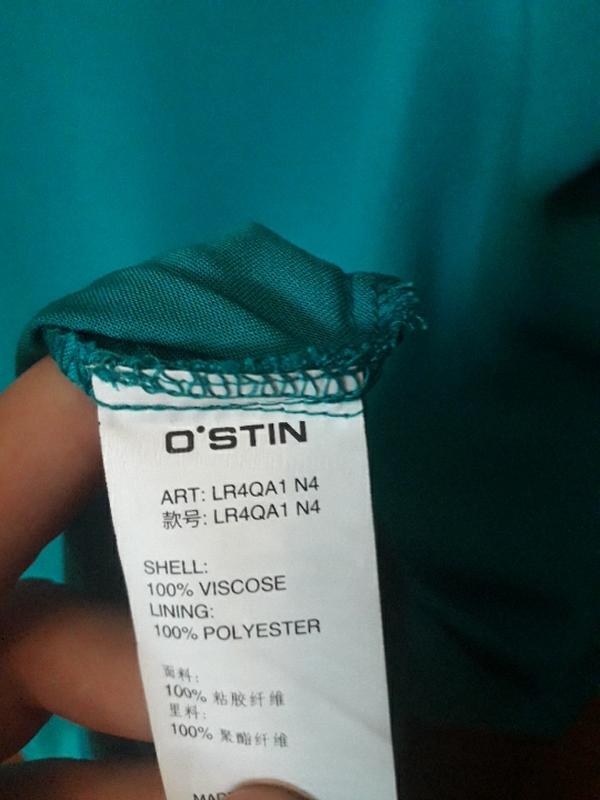 O'STIN
ART: LR4QA1 N4
款号: LR4QA1 N4
SHELL:
100% VISCOSE
LINING:
100% POLYESTER
面料:
100% 粘胶纤维
里料:
100% 聚酯纤维